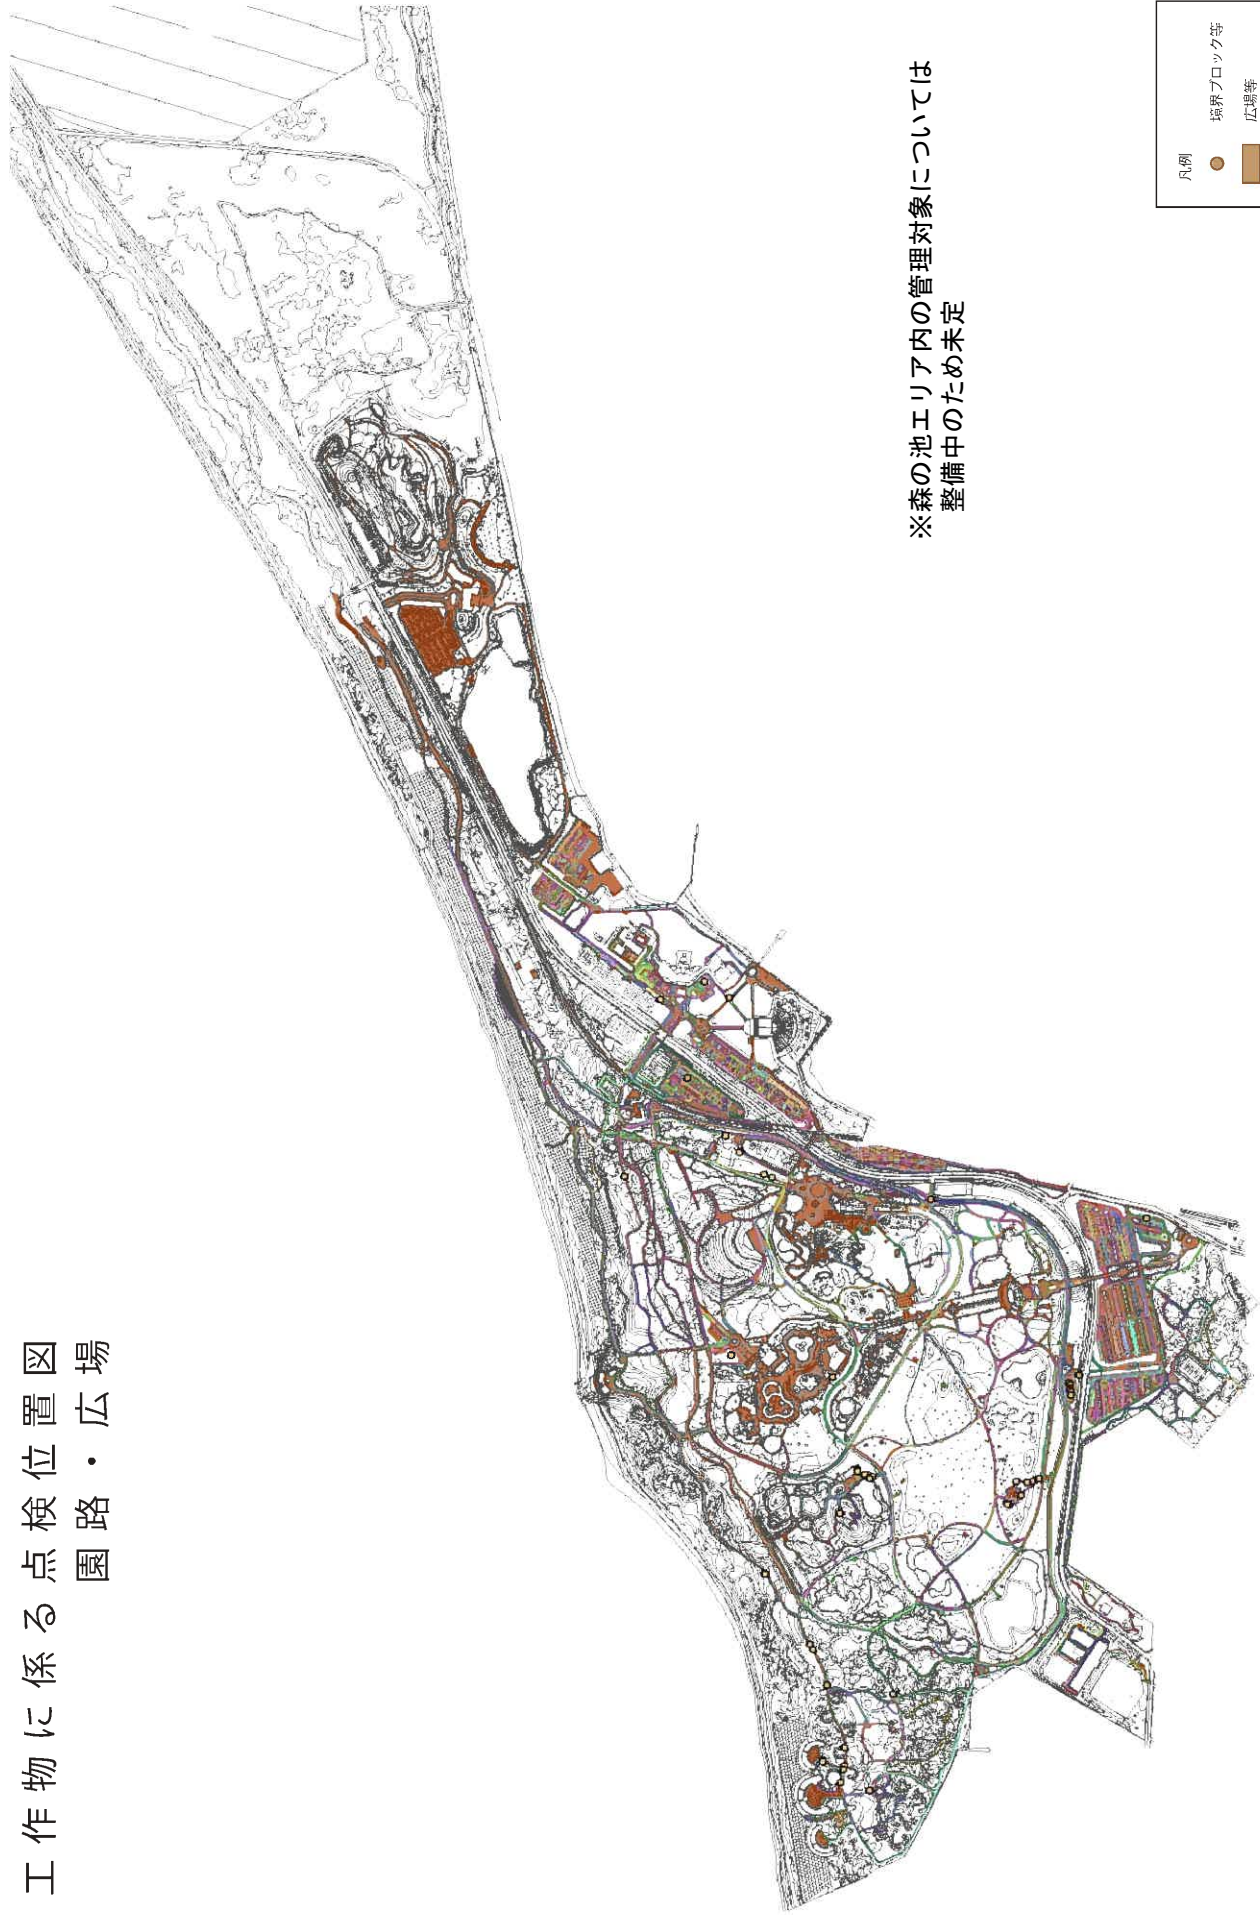 工作物に係る点検位置図
園路・広場
※森の池エリア内の管理対象については
整備中のため未定
凡例
境界ブロック等
広場等